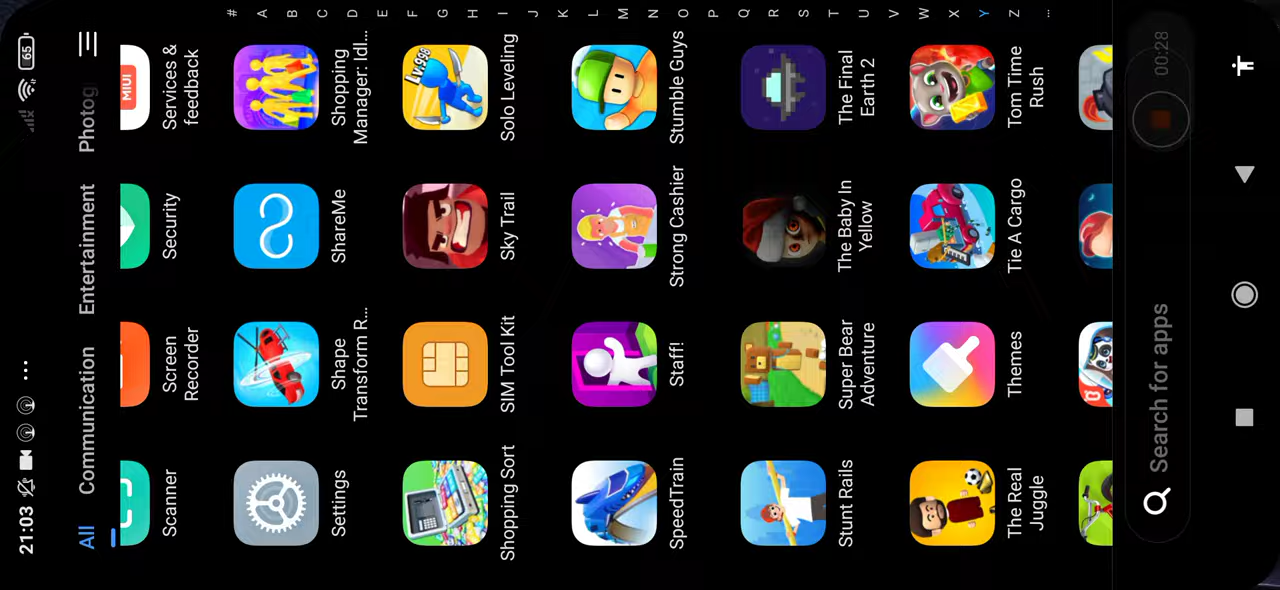 21:03 ...
65
All Communication Entertainment Photog
MIUI
Scanner
Screen
Recorder
Security
Services &
feedback
Settings
Shape
Transform R...
ShareMe
Shopping
Manager: Idl...
Lv.998
Shopping Sort
SIM Tool Kit
Sky Trail
Solo Leveling
SpeedTrain
Staff!
Strong Cashier
Stumble Guys
Stunt Rails
Super Bear
Adventure
The Baby In
Yellow
The Final
Earth 2
The Real
Juggle
Themes
Tie A Cargo
Tom Time
Rush
#
A
B
C
D
E
F
G
H
I
J
K
L
M
N
O
P
Q
R
S
T
U
V
W
X
Y
Z
...
Search for apps
00:28